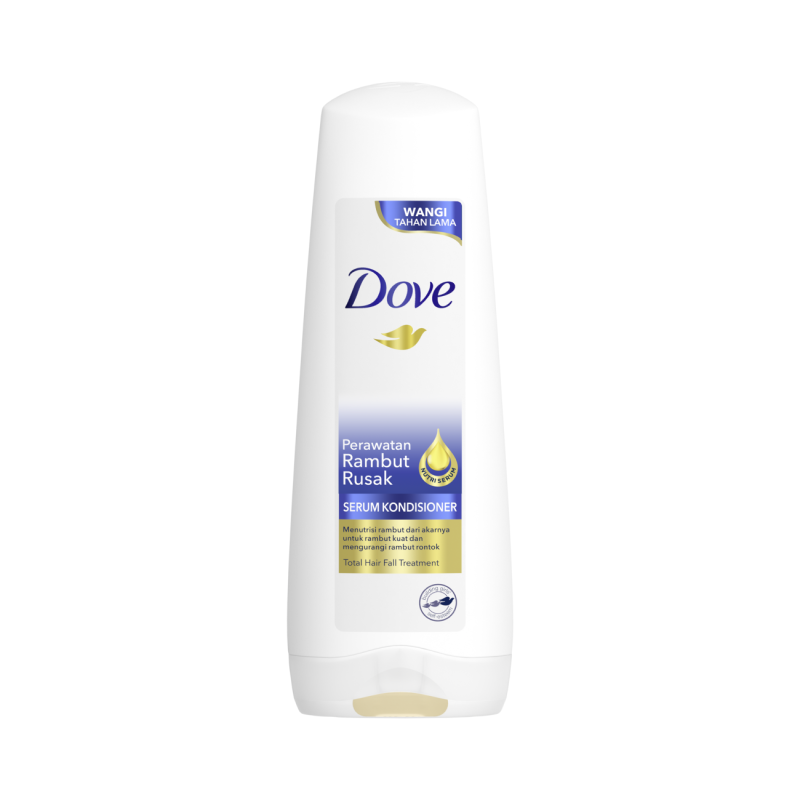 WANGI
TAHAN LAMA
Dove
Perawatan
Rambut
Rusak
NUTRI SERUM
SERUM KONDISIONER
Menutrisi rambut dari akarnya
untuk rambut kuat dan
mengurangi rambut rontok
Total Hair Fall Treatment